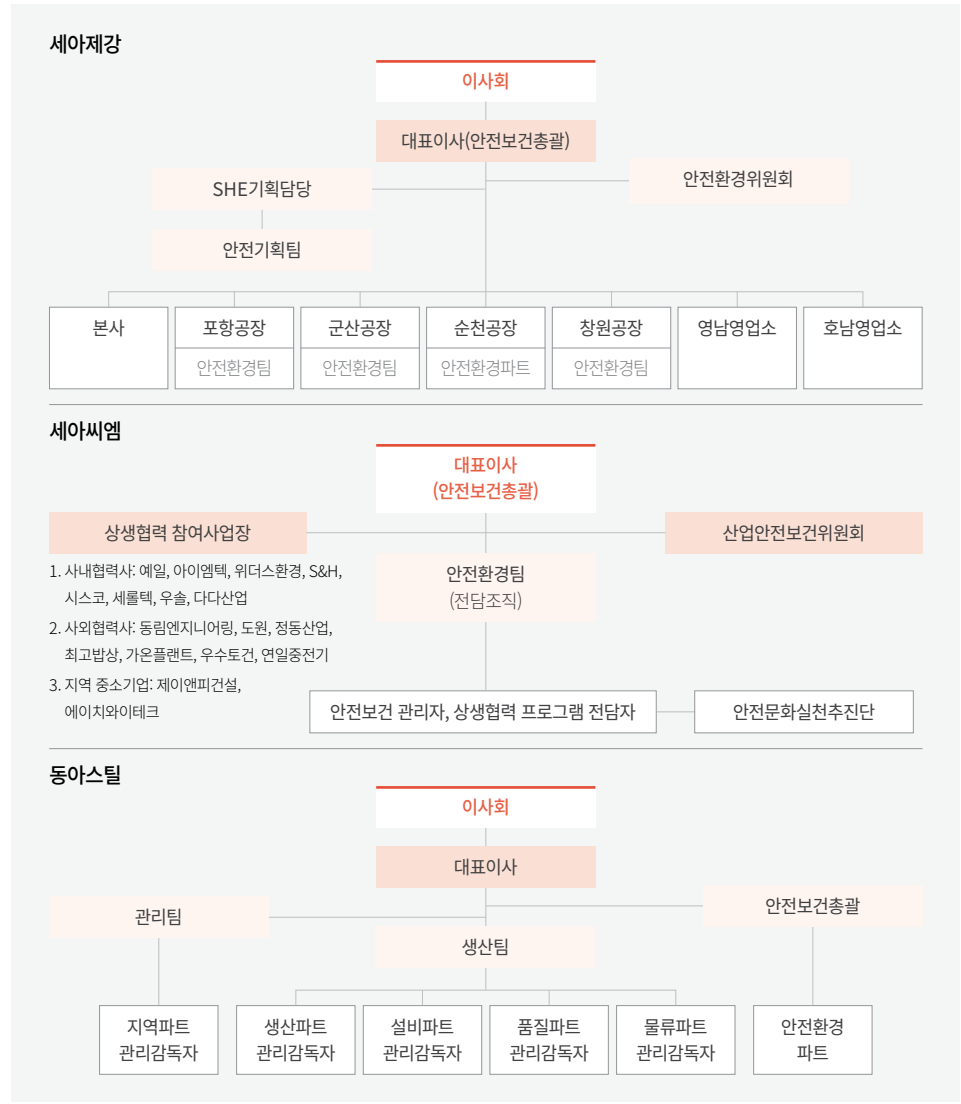 세아제강
이사회
대표이사(안전보건총괄)
SHE기획담당
안전환경위원회
안전기획팀
본사
포항공장
군산공장
순천공장
창원공장
영남영업소
호남영업소
안전환경팀
안전환경팀
안전환경파트
안전환경팀
세아씨엠
대표이사
(안전보건총괄)
상생협력 참여사업장
산업안전보건위원회
1. 사내협력사: 예일, 아이엠텍, 위더스환경, S&H,
시스코, 세롤텍, 우솔, 다다산업
2. 사외협력사: 동림엔지니어링, 도원, 정동산업,
최고밥상, 가온플랜트, 우수토건, 연일중전기
3. 지역 중소기업: 제이앤피건설,
에이치와이테크
안전환경팀
(전담조직)
안전보건 관리자, 상생협력 프로그램 전담자
안전문화실천추진단
동아스틸
이사회
대표이사
관리팀
안전보건총괄
생산팀
지역파트
관리감독자
생산파트
관리감독자
설비파트
관리감독자
품질파트
관리감독자
물류파트
관리감독자
안전환경
파트